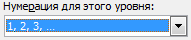 Нумерация для этого уровня:
1, 2, 3, ...